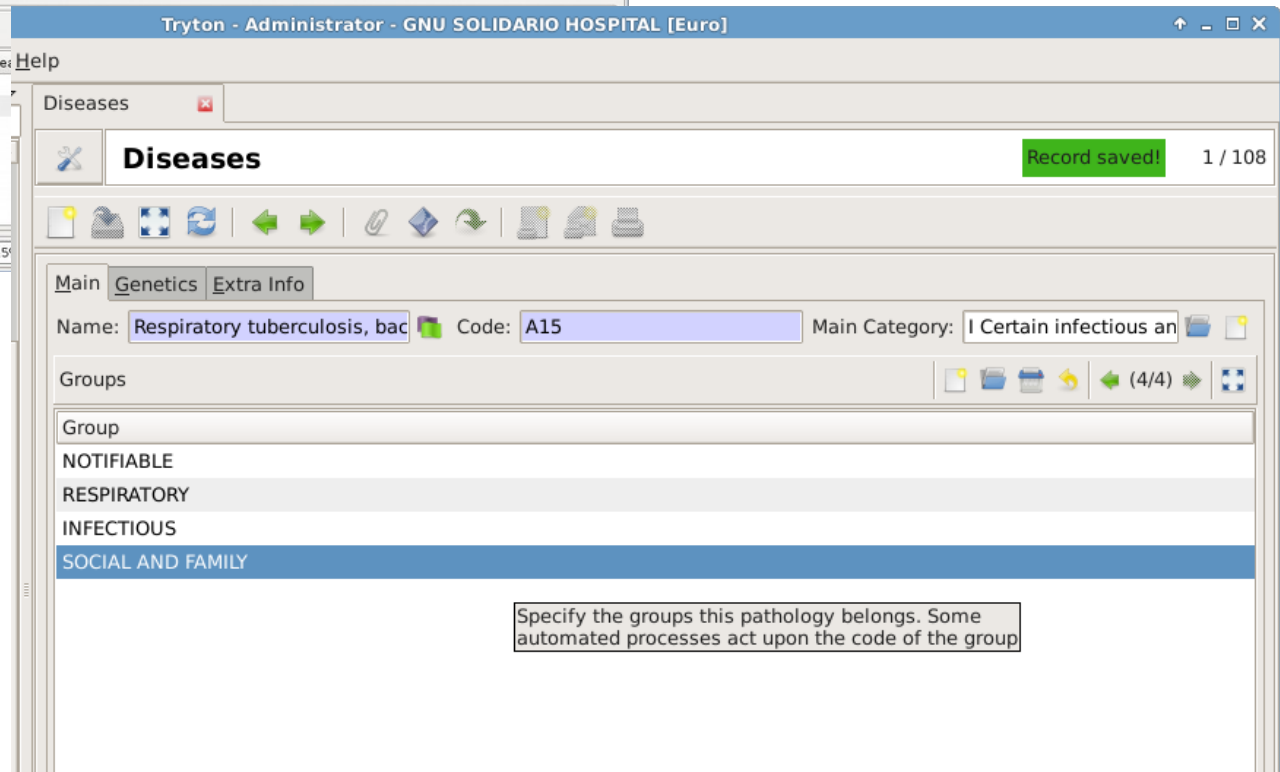 Tryton - Administrator - GNU SOLIDARIO HOSPITAL [Euro]
Help
Diseases
Diseases Record saved! 1 / 108
Main Genetics Extra Info
Name: Respiratory tuberculosis, bac Code: A15 Main Category: I Certain infectious an
Groups (4/4)
Group
NOTIFIABLE
RESPIRATORY
INFECTIOUS
SOCIAL AND FAMILY
Specify the groups this pathology belongs. Some
automated processes act upon the code of the group